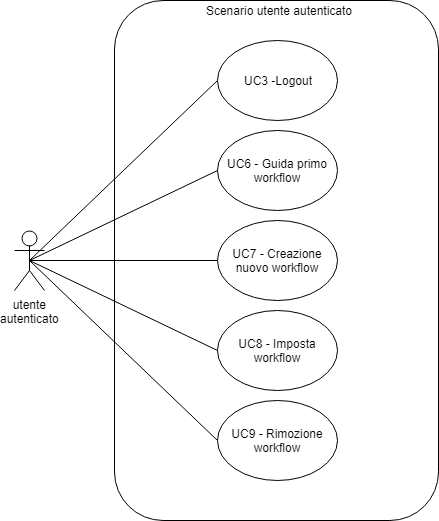 Scenario utente autenticato
UC3 -Logout
UC6 - Guida primo
workflow
UC7 - Creazione
nuovo workflow
utente
autenticato
UC8 - Imposta
workflow
UC9 - Rimozione
workflow